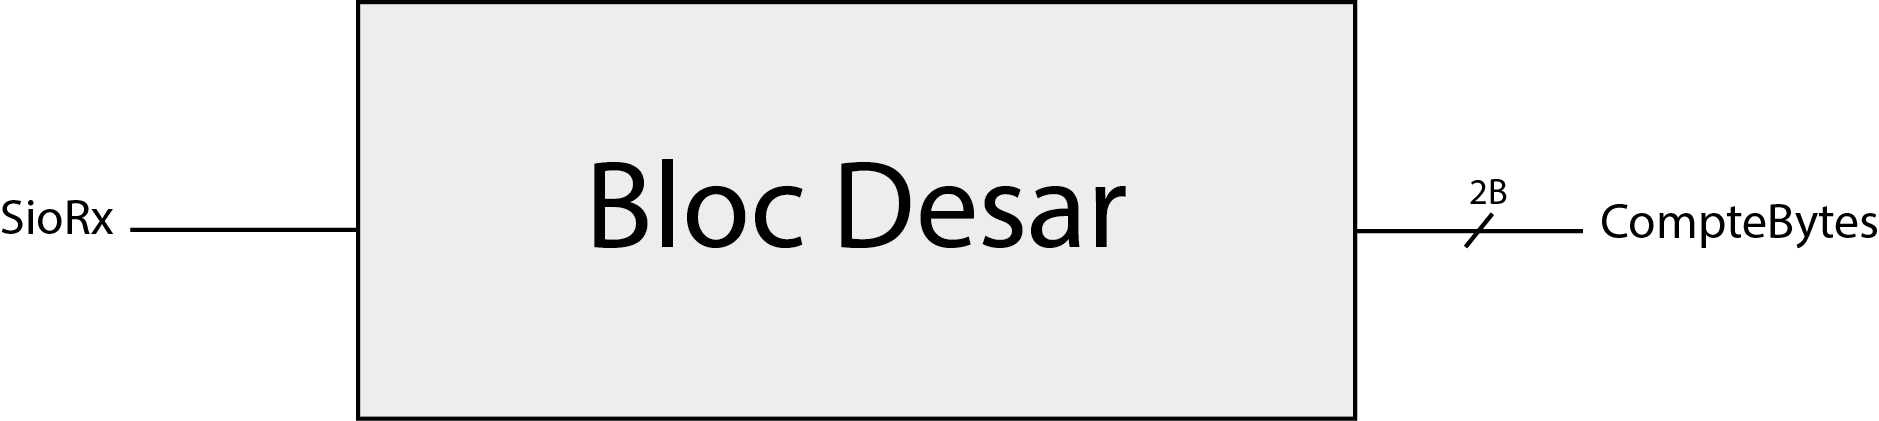 Bloc Desar
SioRx
2B
CompteBytes